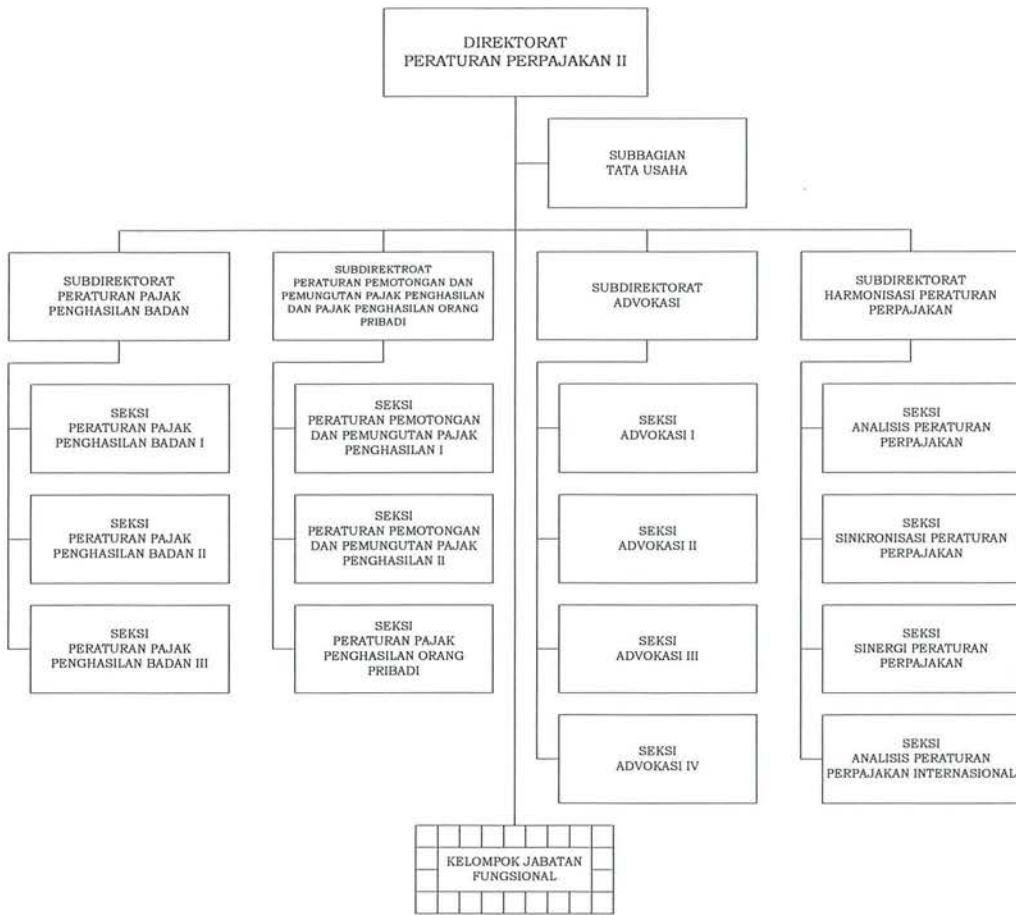 DIREKTORAT
PERATURAN PERPAJAKAN II
SUBBAGIAN
TATA USAHA
SUBDIREKTORAT
PERATURAN PAJAK
PENGHASILAN BADAN
SUBDIREKTROAT
PERATURAN PEMOTONGAN DAN
PEMUNGUTAN PAJAK PENGHASILAN
DAN PAJAK PENGHASILAN ORANG
PRIBADI
SUBDIREKTORAT
ADVOKASI
SUBDIREKTORAT
HARMONISASI PERATURAN
PERPAJAKAN
SEKSI
PERATURAN PAJAK
PENGHASILAN BADAN I
SEKSI
PERATURAN PEMOTONGAN
DAN PEMUNGUTAN PAJAK
PENGHASILAN I
SEKSI
ADVOKASI I
SEKSI
ANALISIS PERATURAN
PERPAJAKAN
SEKSI
PERATURAN PAJAK
PENGHASILAN BADAN II
SEKSI
PERATURAN PEMOTONGAN
DAN PEMUNGUTAN PAJAK
PENGHASILAN II
SEKSI
ADVOKASI II
SEKSI
SINKRONISASI PERATURAN
PERPAJAKAN
SEKSI
PERATURAN PAJAK
PENGHASILAN BADAN III
SEKSI
PERATURAN PAJAK
PENGHASILAN ORANG
PRIBADI
SEKSI
ADVOKASI III
SEKSI
SINERGI PERATURAN
PERPAJAKAN
SEKSI
ADVOKASI IV
SEKSI
ANALISIS PERATURAN
PERPAJAKAN INTERNASIONAL
KELOMPOK JABATAN
FUNGSIONAL